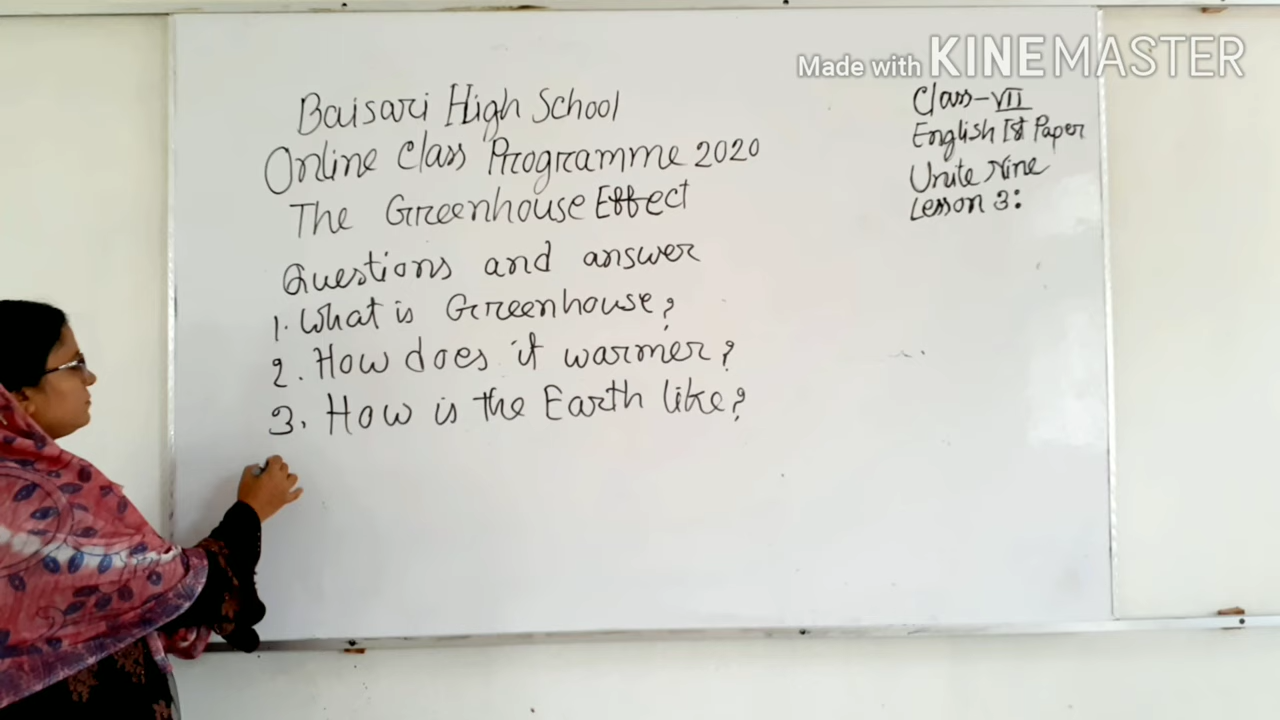 Made with KINEMASTER
Baisari High School
Online Class Programme 2020
The Greenhouse Effect
Questions and answer
1. What is Greenhouse?
2. How does it warmer?
3. How is the Earth like?
Class-VII
English Ist Paper
Unite Nine
Lesson 3: